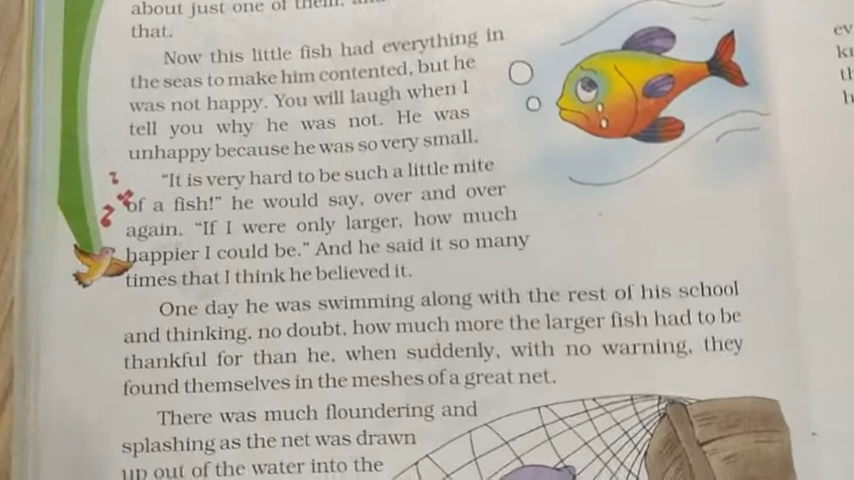 about just one of them, and
that.
Now this little fish had everything in
the seas to make him contented, but he
was not happy. You will laugh when I
tell you why he was not. He was
unhappy because he was so very small.
"It is very hard to be such a little mite
of a fish!" he would say, over and over
again. "If I were only larger, how much
happier I could be." And he said it so many
times that I think he believed it.
One day he was swimming along with the rest of his school
and thinking, no doubt, how much more the larger fish had to be
thankful for than he, when suddenly, with no warning, they
found themselves in the meshes of a great net.
There was much floundering and
splashing as the net was drawn
up out of the water into the